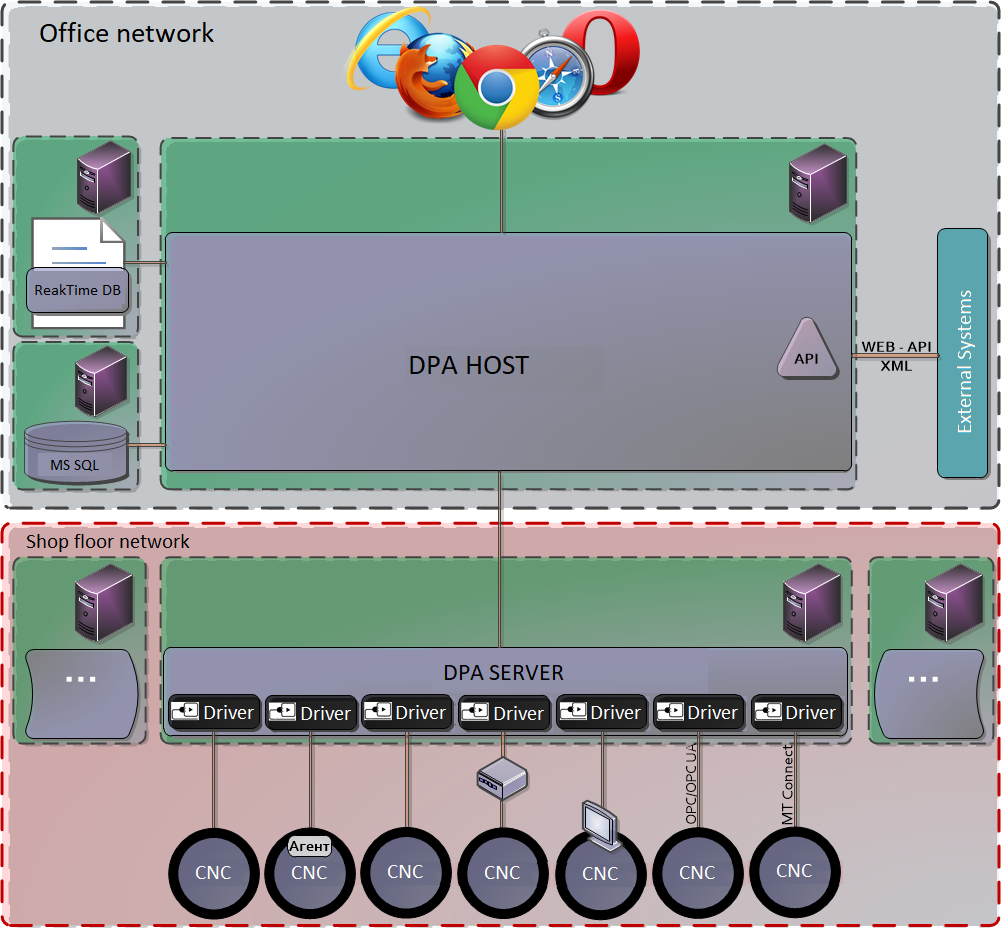 Office network
ReakTime DB
DPA HOST
API
WEB - API
XML
External Systems
MS SQL
Shop floor network
...
DPA SERVER
...
Driver
Driver
Driver
Driver
Driver
Driver
Driver
OPC/OPC UA
MT Connect
Агент
CNC
CNC
CNC
CNC
CNC
CNC
CNC